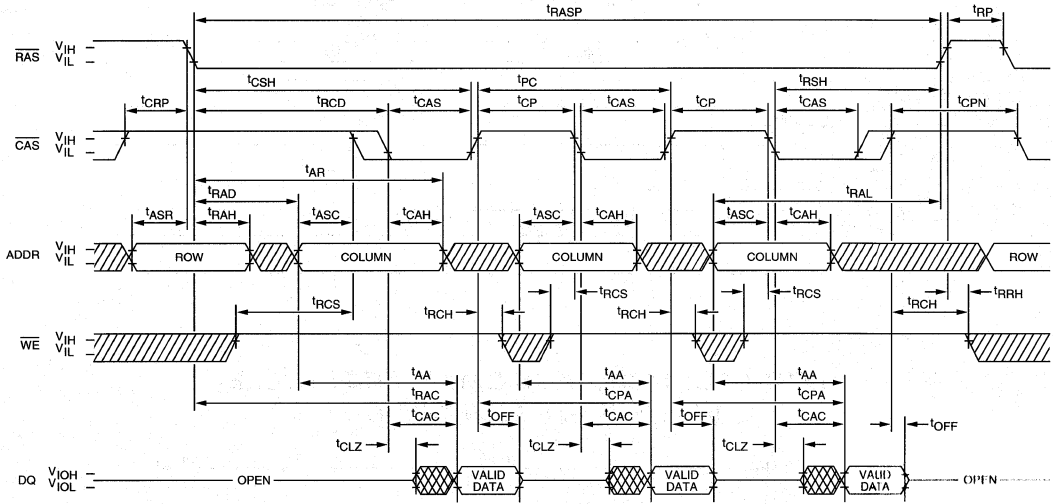 tRASP tRP
RAS VIH VIL
tCSH tPC tRSH
tCRP tRCD tCAS tCP tCAS tCP tCAS tCPN
CAS VIH VIL
tAR
tRAD tRAL
tASR tRAH tASC tCAH tASC tCAH tASC tCAH
ADDR VIH VIL ROW COLUMN COLUMN COLUMN ROW
tRCS tRCH tRCS tRCH tRCS tRCH tRRH
WE VIH VIL
tAA tAA tAA
tRAC tCPA tCPA
tCAC tOFF tCAC tOFF tCAC tOFF
tCLZ tCLZ tCLZ
DQ VIOH VIOL OPEN VALID DATA VALID DATA VALID DATA OPEN